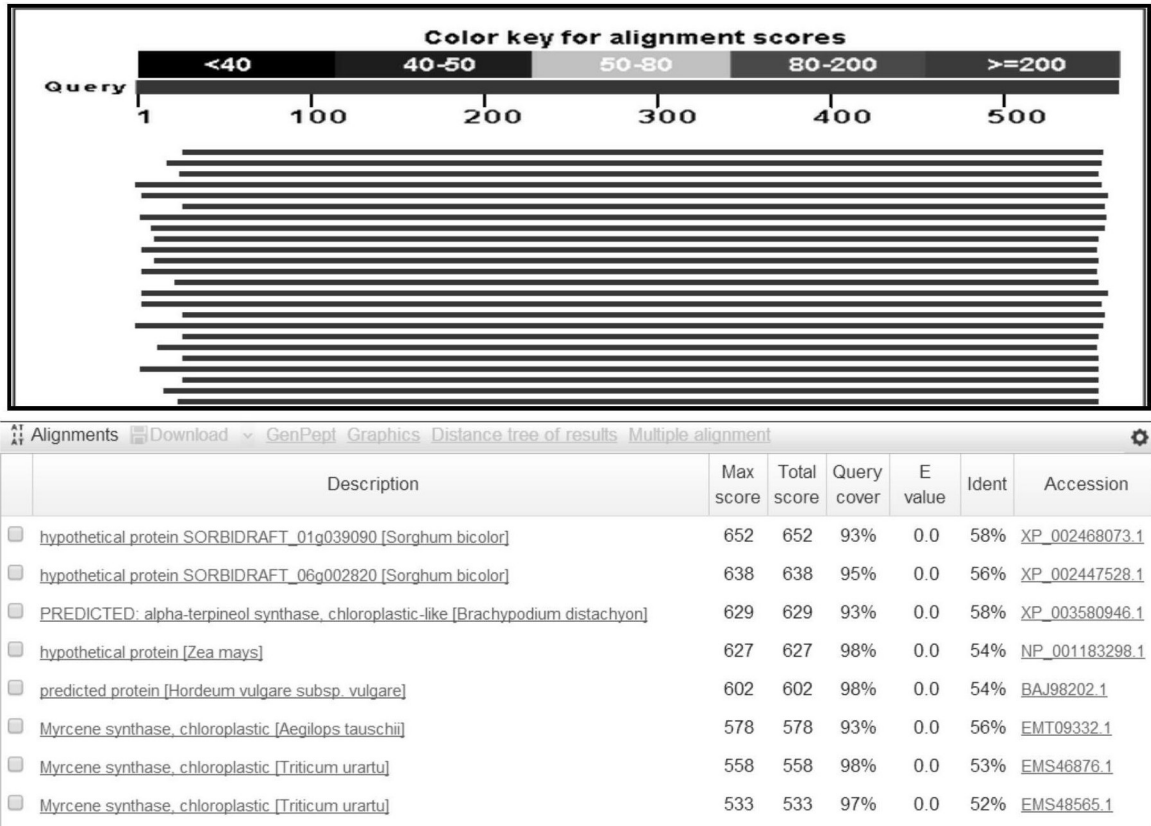 Color key for alignment scores
<40 40-50 50-80 80-200 >=200
Query
1 100 200 300 400 500
Alignments Download GenPept Graphics Distance tree of results Multiple alignment
Description Max score Total score Query cover E value Ident Accession
hypothetical protein SORBIDRAFT_01g039090 [Sorghum bicolor] 652 652 93% 0.0 58% XP_002468073.1
hypothetical protein SORBIDRAFT_06g002820 [Sorghum bicolor] 638 638 95% 0.0 56% XP_002447528.1
PREDICTED: alpha-terpineol synthase, chloroplastic-like [Brachypodium distachyon] 629 629 93% 0.0 58% XP_003580946.1
hypothetical protein [Zea mays] 627 627 98% 0.0 54% NP_001183298.1
predicted protein [Hordeum vulgare subsp. vulgare] 602 602 98% 0.0 54% BAJ98202.1
Myrcene synthase, chloroplastic [Aegilops tauschii] 578 578 93% 0.0 56% EMT09332.1
Myrcene synthase, chloroplastic [Triticum urartu] 558 558 98% 0.0 53% EMS46876.1
Myrcene synthase, chloroplastic [Triticum urartu] 533 533 97% 0.0 52% EMS48565.1